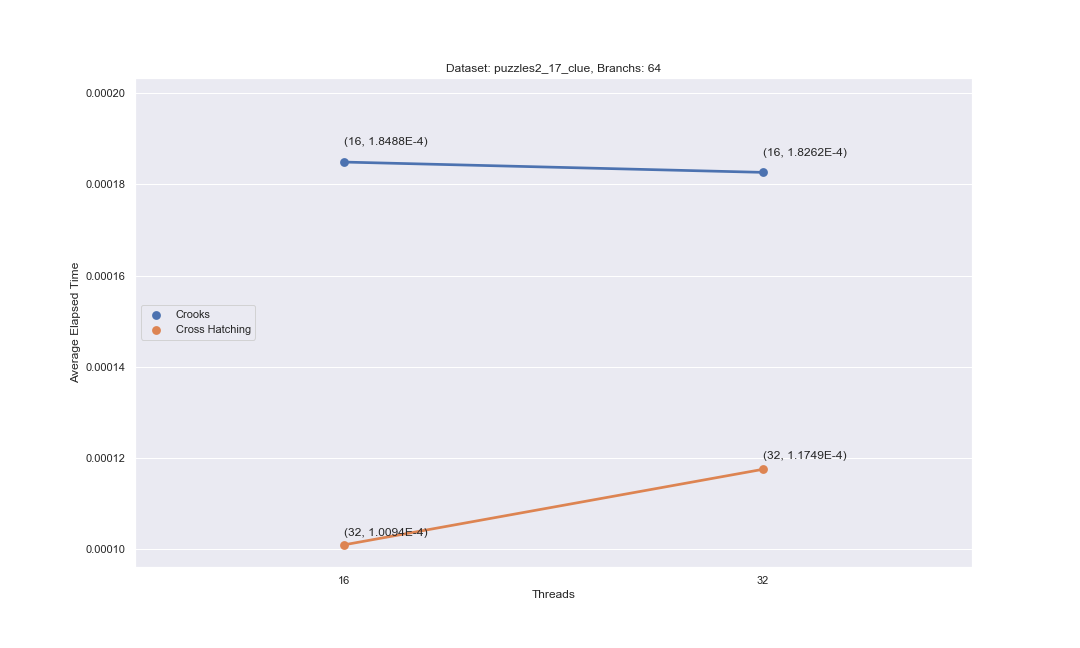 Dataset: puzzles2_17_clue, Branchs: 64
0.00020
(16, 1.8488E-4)
(16, 1.8262E-4)
0.00018
0.00016
Average Elapsed Time
Crooks
Cross Hatching
0.00014
0.00012
(32, 1.1749E-4)
(32, 1.0094E-4)
0.00010
16
32
Threads